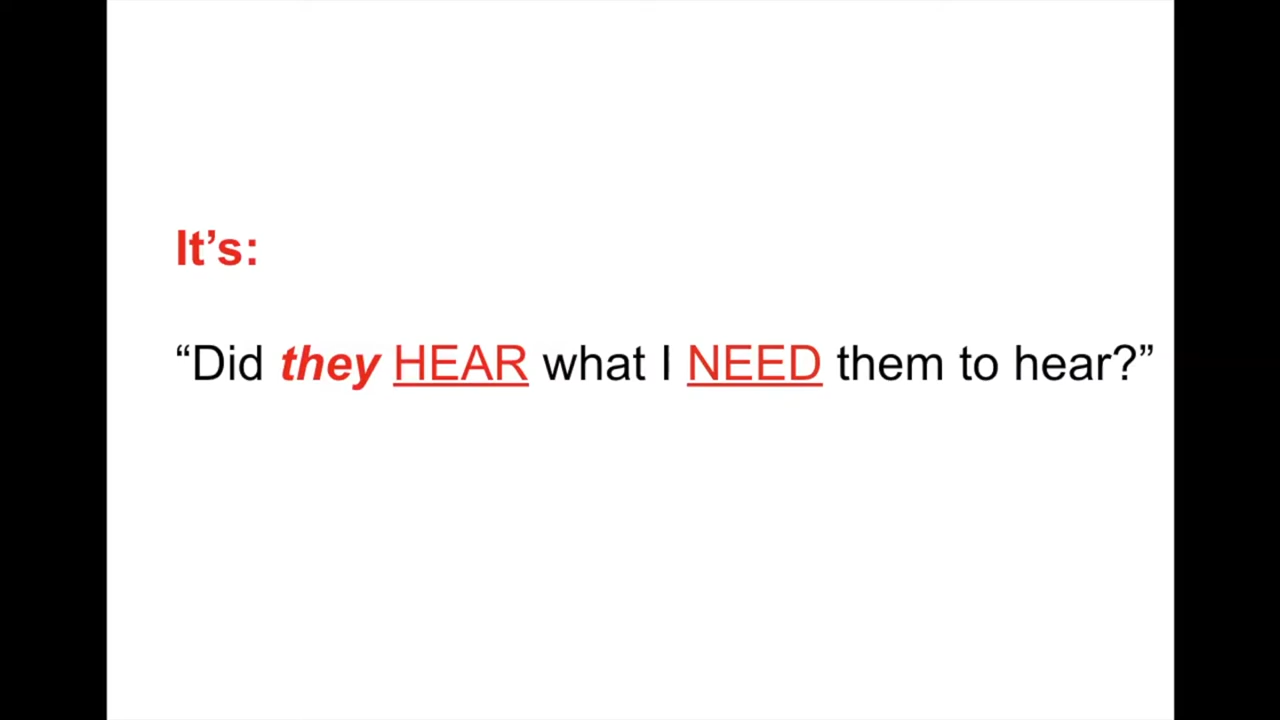 It’s:
“Did they HEAR what I NEED them to hear?”